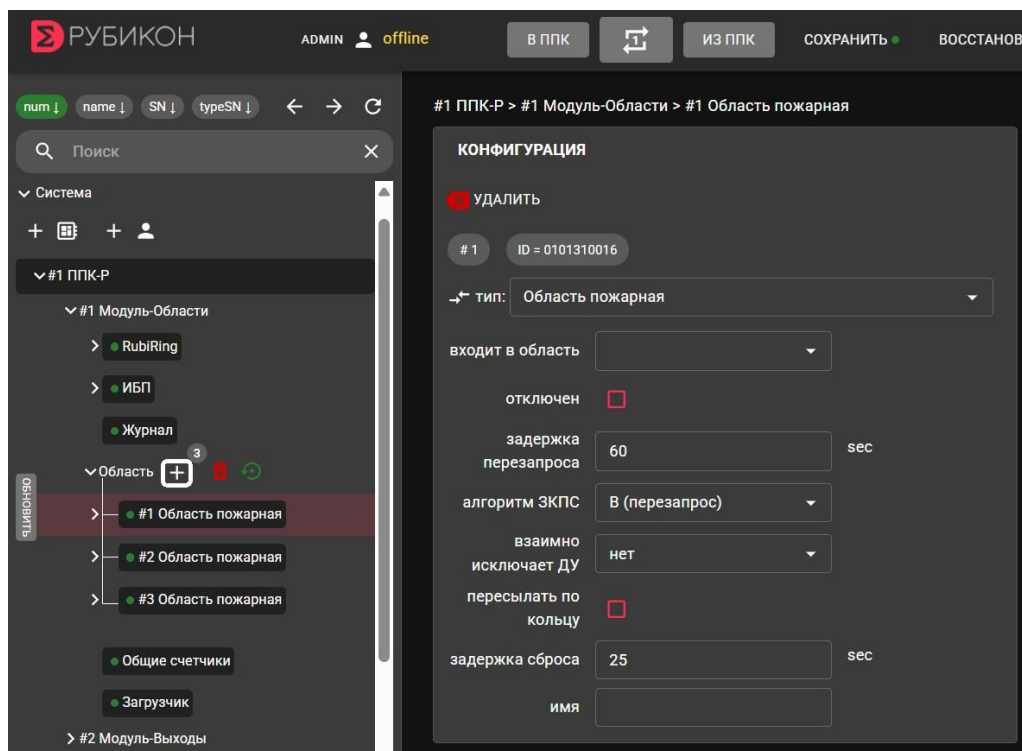 РУБИКОН
ADMIN offline
В ППК
1
ИЗ ППК
СОХРАНИТЬ
ВОССТАНОВ
num ↓ name ↓ SN ↓ typeSN ↓
Поиск
Система
#1 ППК-Р
#1 Модуль-Области
RubiRing
ИБП
Журнал
3
Область
#1 Область пожарная
#2 Область пожарная
#3 Область пожарная
Общие счетчики
Загрузчик
#2 Модуль-Выходы
ОБНОВИТЬ
#1 ППК-Р > #1 Модуль-Области > #1 Область пожарная
КОНФИГУРАЦИЯ
УДАЛИТЬ
# 1 ID = 0101310016
тип: Область пожарная
входит в область
отключен
задержка
перезапроса
60 sec
алгоритм ЗКПС B (перезапрос)
взаимно
исключает ДУ
нет
пересылать по
кольцу
задержка сброса 25 sec
имя